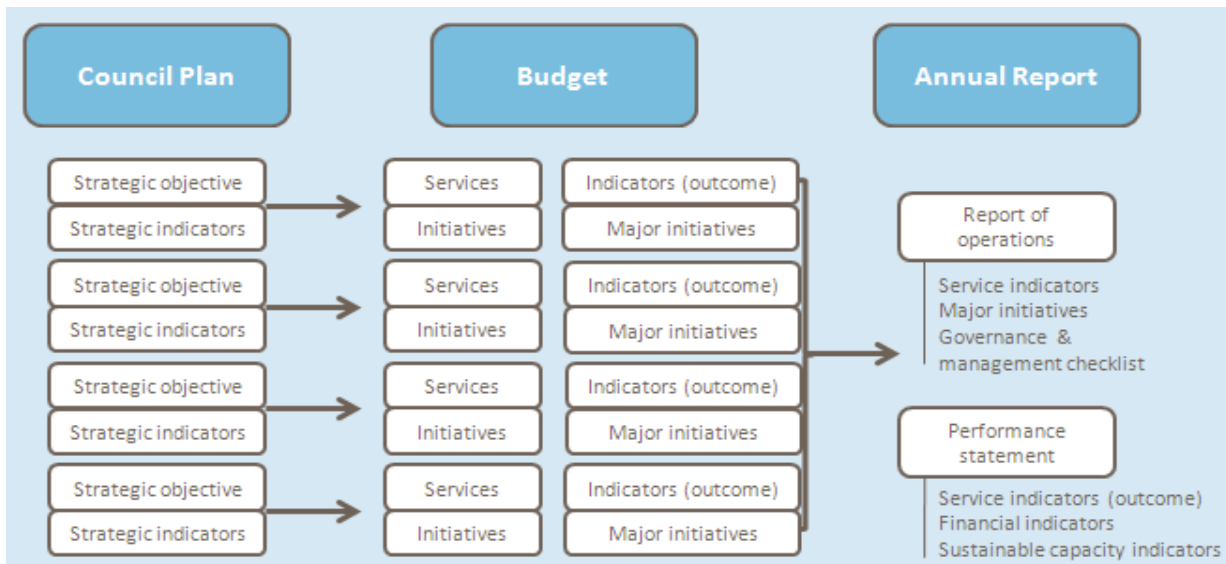 Council Plan
Budget
Annual Report
Strategic objective
Services
Indicators (outcome)
Strategic indicators
Initiatives
Major initiatives
Strategic objective
Services
Indicators (outcome)
Strategic indicators
Initiatives
Major initiatives
Strategic objective
Services
Indicators (outcome)
Strategic indicators
Initiatives
Major initiatives
Strategic objective
Services
Indicators (outcome)
Strategic indicators
Initiatives
Major initiatives
Report of
operations
Service indicators
Major initiatives
Governance &
management checklist
Performance
statement
Service indicators (outcome)
Financial indicators
Sustainable capacity indicators